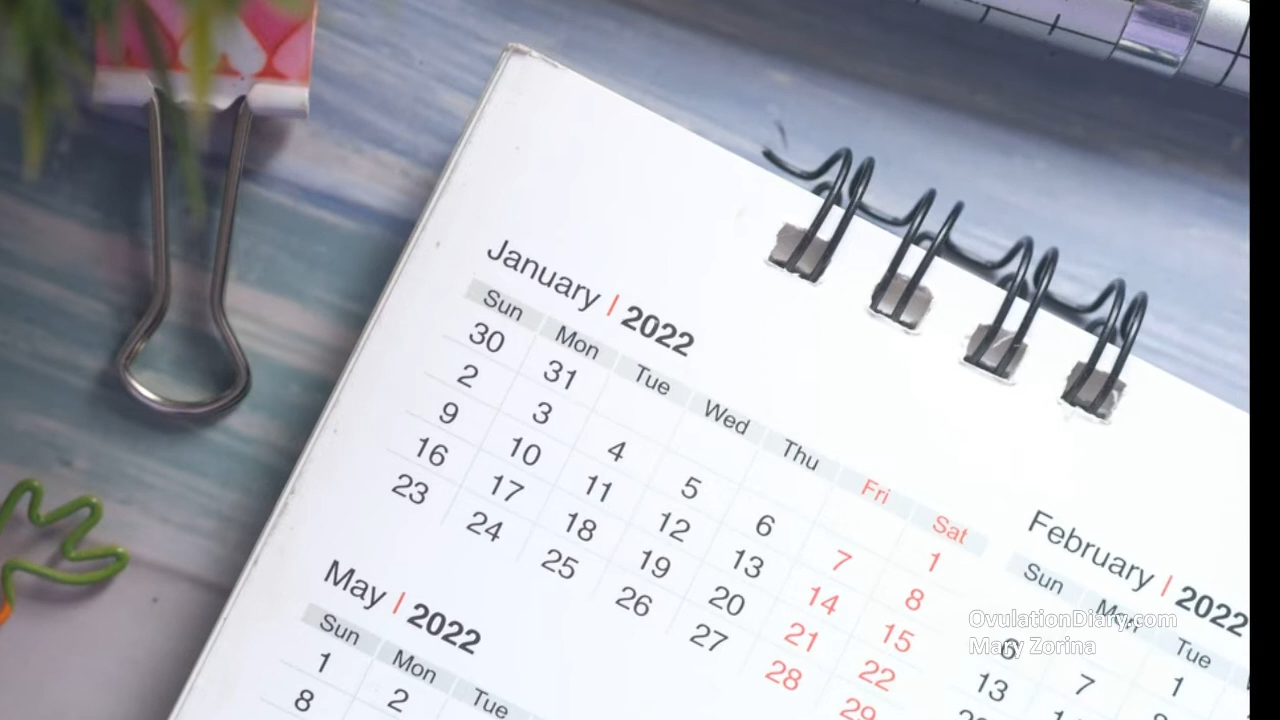 January | 2022
Sun Mon Tue Wed Thu Fri Sat
30 31 1
2 3 4 5 6 7 8
9 10 11 12 13 14 15
16 17 18 19 20 21 22
23 24 25 26 27 28 29
February | 2022
Sun Mon Tue
1
6 7
13
May | 2022
Sun Mon Tue
1 2
8
OvulationDiary.com
Mary Zorina